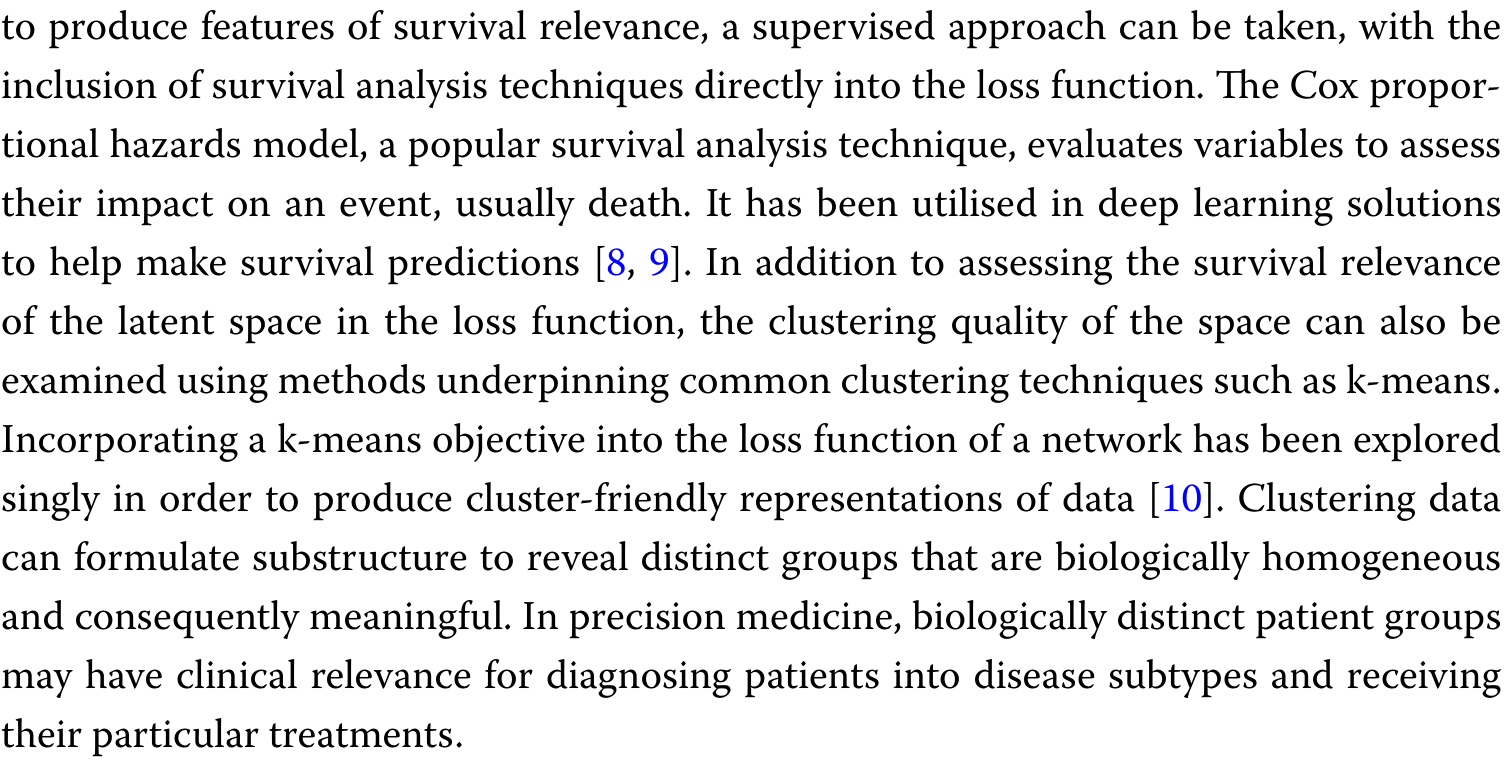 to produce features of survival relevance, a supervised approach can be taken, with the
inclusion of survival analysis techniques directly into the loss function. The Cox propor-
tional hazards model, a popular survival analysis technique, evaluates variables to assess
their impact on an event, usually death. It has been utilised in deep learning solutions
to help make survival predictions [8, 9]. In addition to assessing the survival relevance
of the latent space in the loss function, the clustering quality of the space can also be
examined using methods underpinning common clustering techniques such as k-means.
Incorporating a k-means objective into the loss function of a network has been explored
singly in order to produce cluster-friendly representations of data [10]. Clustering data
can formulate substructure to reveal distinct groups that are biologically homogeneous
and consequently meaningful. In precision medicine, biologically distinct patient groups
may have clinical relevance for diagnosing patients into disease subtypes and receiving
their particular treatments.